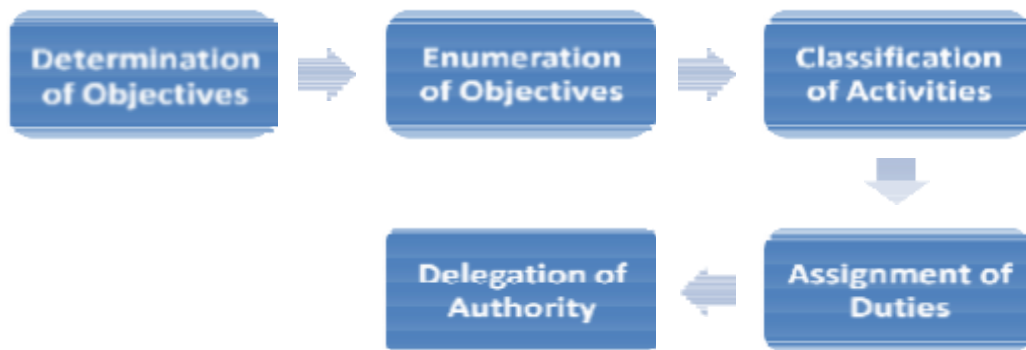 Determination
of Objectives
Enumeration
of Objectives
Classification
of Activities
Assignment of
Duties
Delegation of
Authority